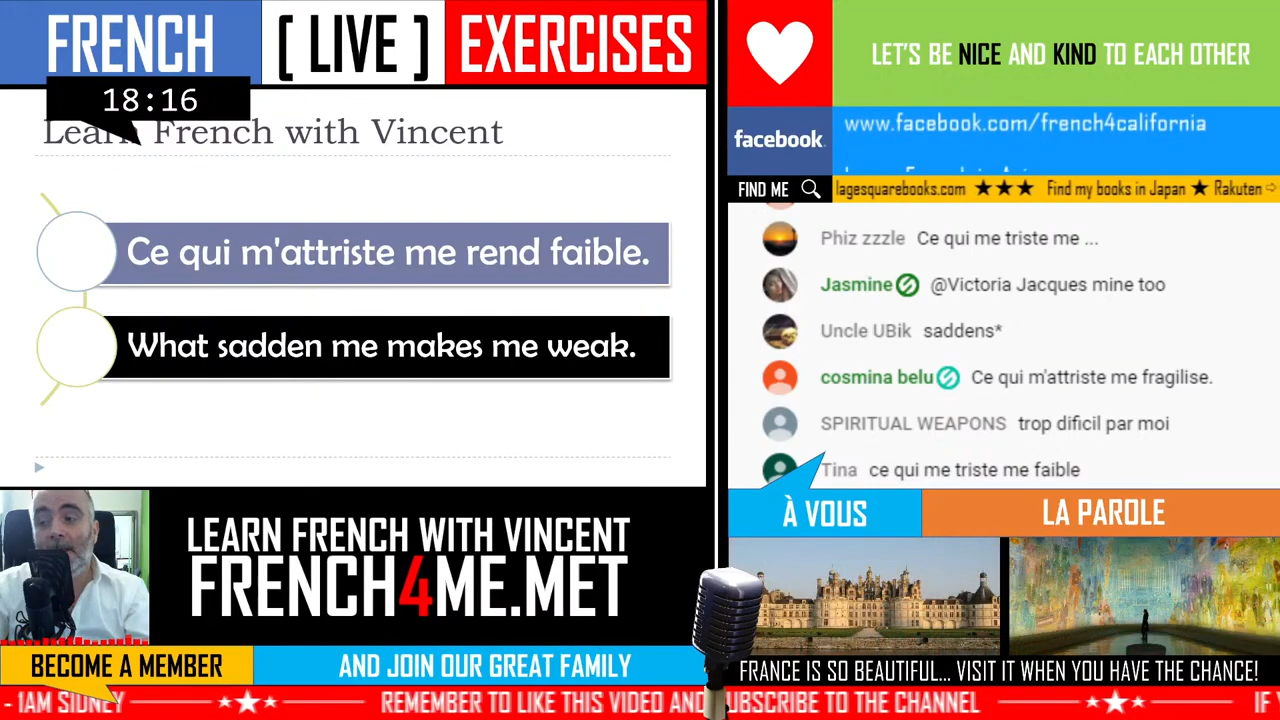 FRENCH [ LIVE ] EXERCISES
18:16
Learn French with Vincent
Ce qui m'attriste me rend faible.
What sadden me makes me weak.
LEARN FRENCH WITH VINCENT
FRENCH4ME.MET
BECOME A MEMBER
AND JOIN OUR GREAT FAMILY
LET'S BE NICE AND KIND TO EACH OTHER
facebook.
www.facebook.com/french4california
FIND ME
lagesquarebooks.com ★★★ Find my books in Japan ★ Rakuten ⇨
Phiz zzzle Ce qui me triste me ...
Jasmine @Victoria Jacques mine too
Uncle UBik saddens*
cosmina belu Ce qui m'attriste me fragilise.
SPIRITUAL WEAPONS trop dificil par moi
Tina ce qui me triste me faible
À VOUS
LA PAROLE
FRANCE IS SO BEAUTIFUL... VISIT IT WHEN YOU HAVE THE CHANCE!
- 1AM SIDNEY ★ REMEMBER TO LIKE THIS VIDEO AND SUBSCRIBE TO THE CHANNEL ★ IF